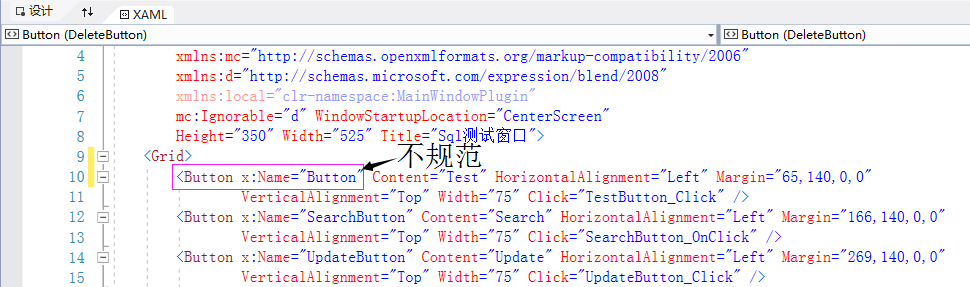 设计 XAML
Button (DeleteButton) Button (DeleteButton)
4 xmlns:mc="http://schemas.openxmlformats.org/markup-compatibility/2006"
5 xmlns:d="http://schemas.microsoft.com/expression/blend/2008"
6 xmlns:local="clr-namespace:MainWindowPlugin"
7 mc:Ignorable="d" WindowStartupLocation="CenterScreen"
8 Height="350" Width="525" Title="Sql测试窗口">
9 <Grid> 不规范
10 <Button x:Name="Button" Content="Test" HorizontalAlignment="Left" Margin="65,140,0,0"
11 VerticalAlignment="Top" Width="75" Click="TestButton_Click" />
12 <Button x:Name="SearchButton" Content="Search" HorizontalAlignment="Left" Margin="166,140,0,0"
13 VerticalAlignment="Top" Width="75" Click="SearchButton_OnClick" />
14 <Button x:Name="UpdateButton" Content="Update" HorizontalAlignment="Left" Margin="269,140,0,0"
15 VerticalAlignment="Top" Width="75" Click="UpdateButton_Click" />